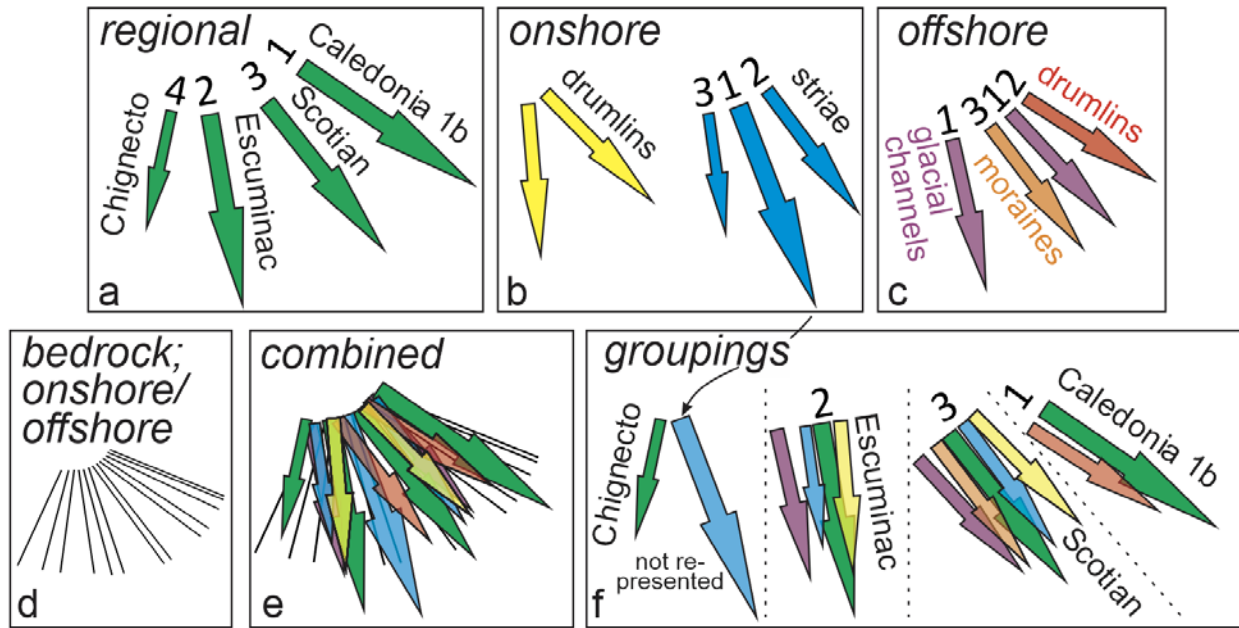 regional
1
Caledonia 1b
3
Scotian
2
Escuminac
4
Chignecto
a
onshore
drumlins
3 1 2
striae
b
offshore
drumlins
1 3 1 2
glacial
channels
moraines
c
bedrock;
onshore/
offshore
d
combined
e
groupings
Chignecto
not re-
presented
2
Escuminac
3
Scotian
1
Caledonia 1b
f